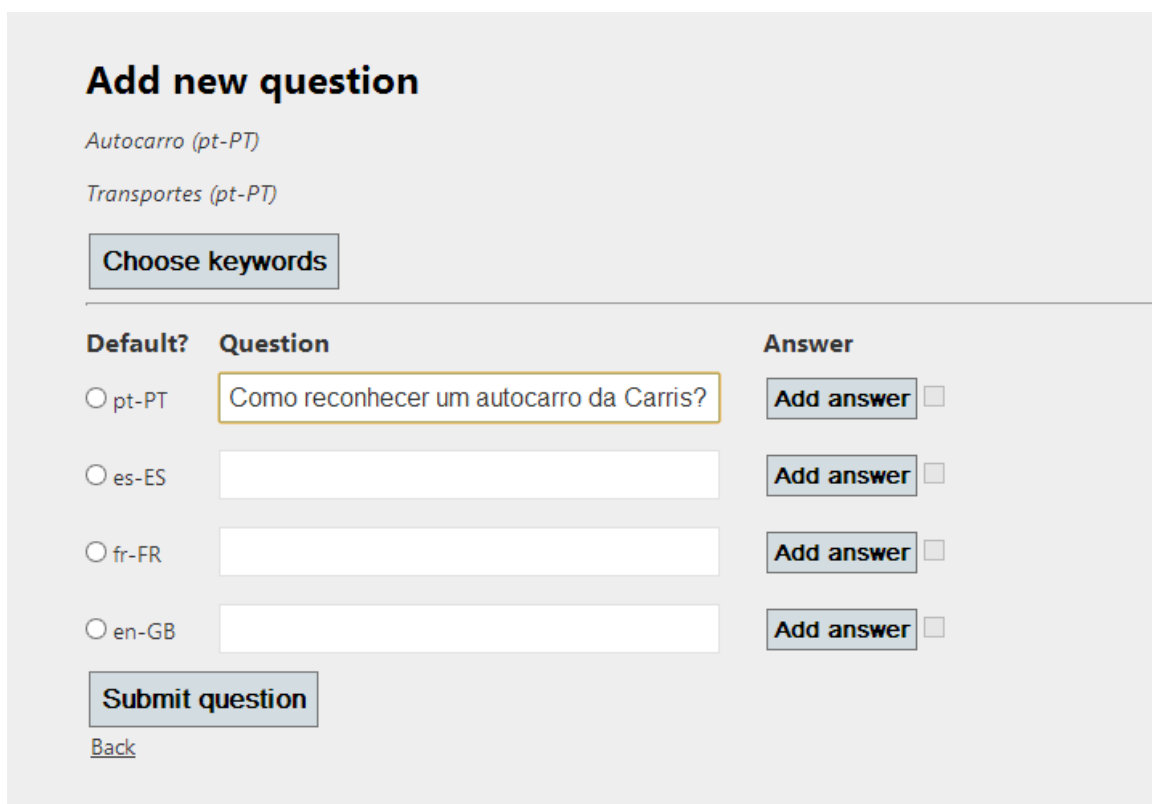 Add new question
Autocarro (pt-PT)
Transportes (pt-PT)
Choose keywords
Default? Question Answer
pt-PT Como reconhecer um autocarro da Carris? Add answer
es-ES Add answer
fr-FR Add answer
en-GB Add answer
Submit question
Back